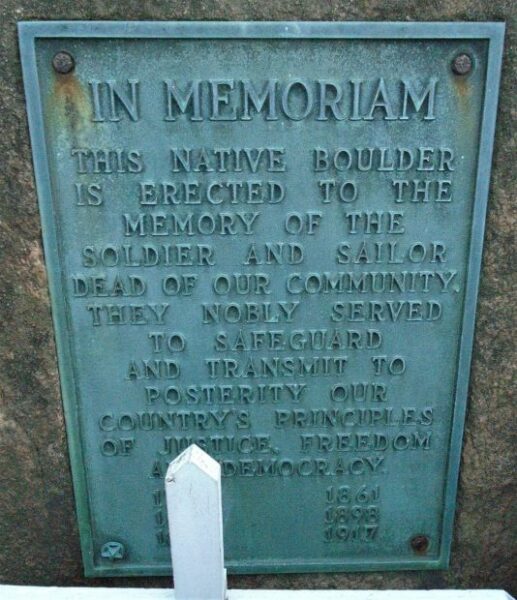 IN MEMORIAM
THIS NATIVE BOULDER
IS ERECTED TO THE
MEMORY OF THE
SOLDIER AND SAILOR
DEAD OF OUR COMMUNITY.
THEY NOBLY SERVED
TO SAFEGUARD
AND TRANSMIT TO
POSTERITY OUR
COUNTRY'S PRINCIPLES
OF JUSTICE, FREEDOM
DEMOCRACY.
1861
1898
1917